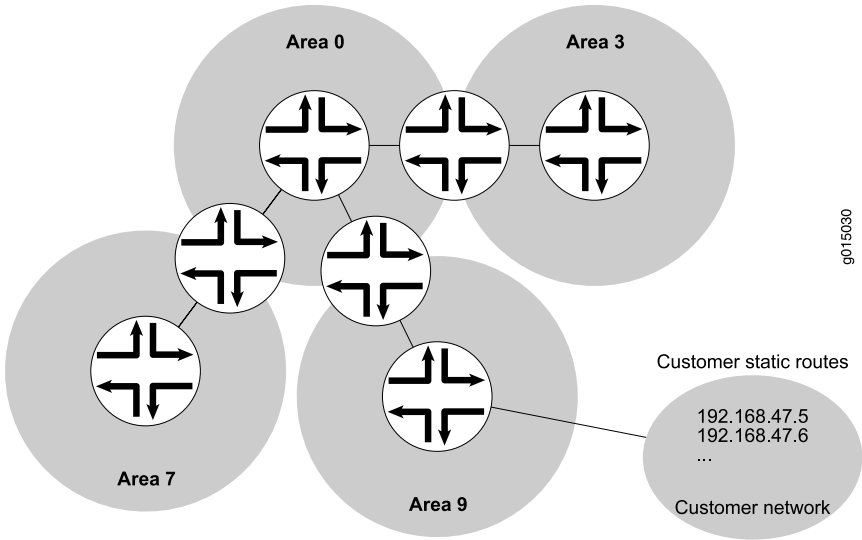 Area 0
Area 3
g015030
Customer static routes
192.168.47.5
192.168.47.6
...
Area 7
Area 9
Customer network